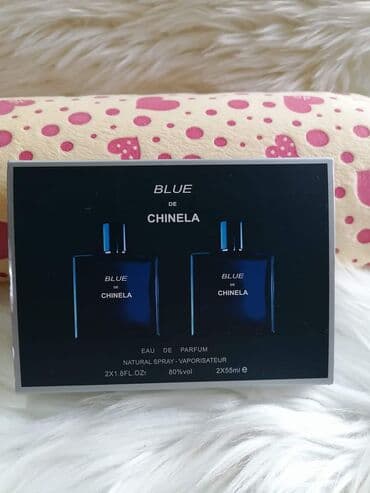 BLUE
DE
CHINELA
BLUE
DE
CHINELA
BLUE
DE
CHINELA
EAU DE PARFUM
NATURAL SPRAY-VAPORISATEUR
2X1.8FL.OZ 80%vol 2X55ml e